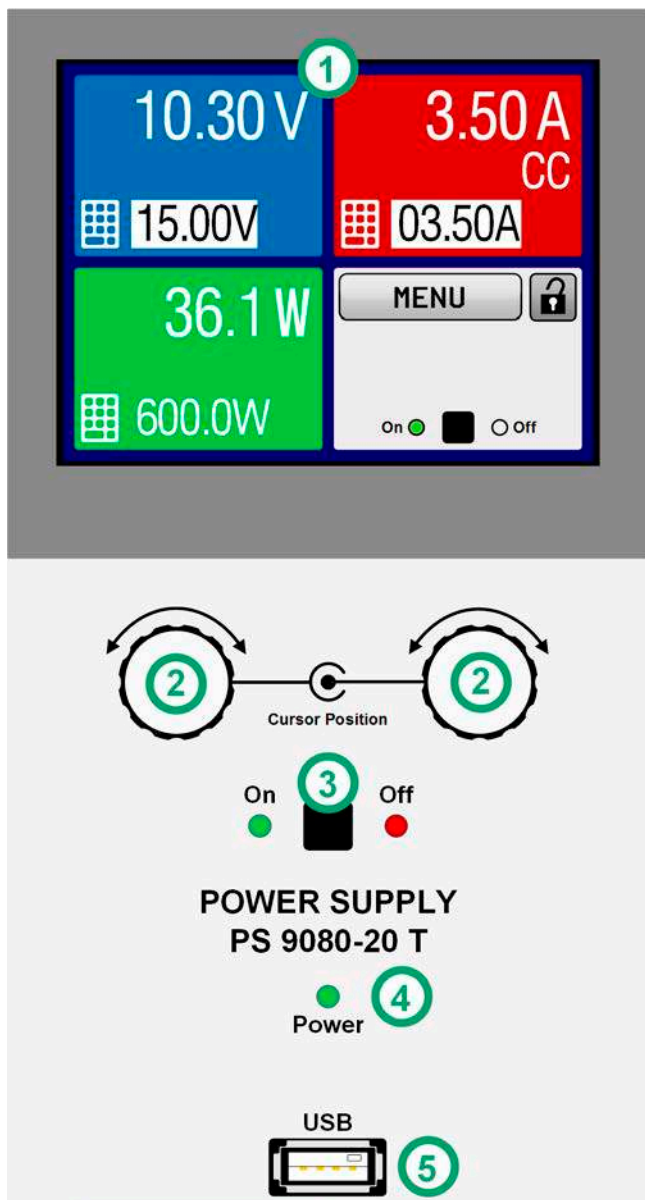 1
10.30 V
3.50 A
CC
15.00V
03.50A
36.1 W
MENU
600.0W
On
Off
2
2
Cursor Position
3
On
Off
POWER SUPPLY
PS 9080-20 T
4
Power
USB
5